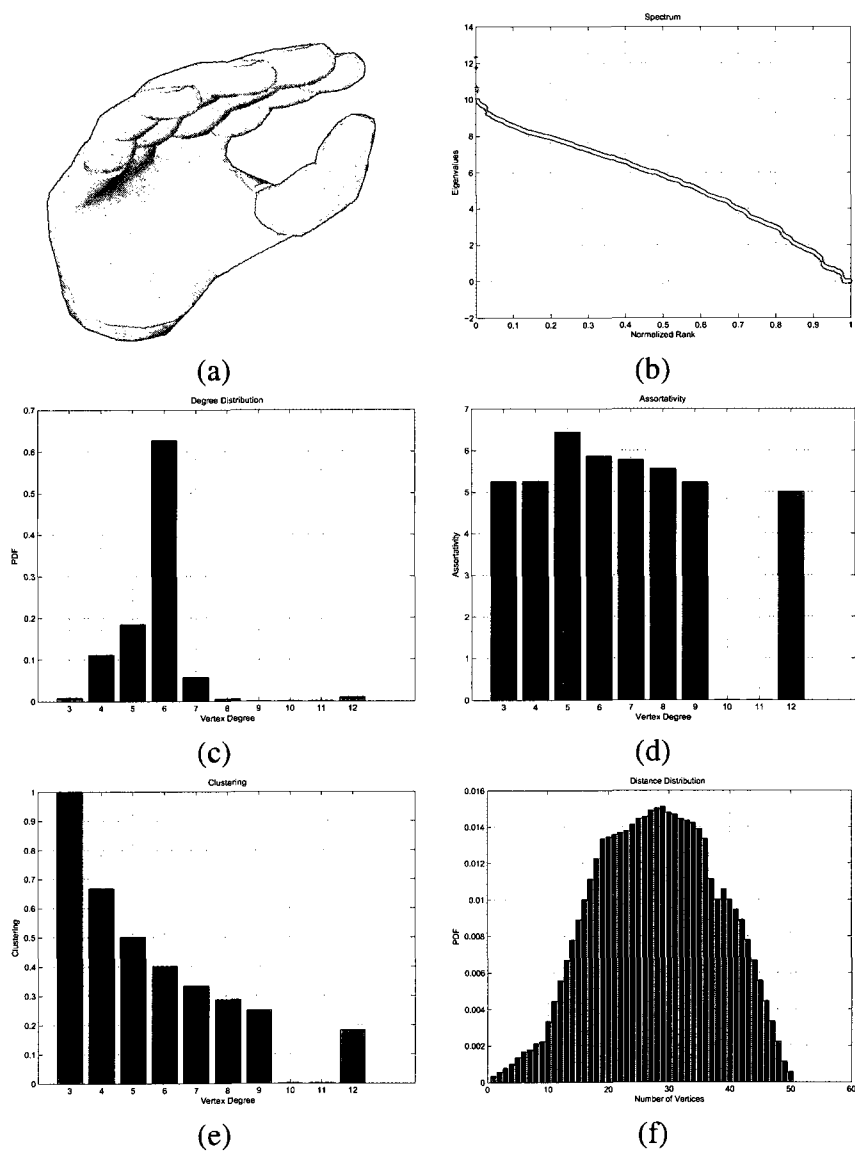 Spectrum
14
12
10
8
6
4
2
0
−2
Eigenvalues
0 0.1 0.2 0.3 0.4 0.5 0.6 0.7 0.8 0.9 1
Normalized Rank
(a)
(b)
Degree Distribution
0.7
0.6
0.5
0.4
0.3
0.2
0.1
0
PDF
3 4 5 6 7 8 9 10 11 12
Vertex Degree
(c)
Assortativity
7
6
5
4
3
2
1
0
Assortativity
3 4 5 6 7 8 9 10 11 12
Vertex Degree
(d)
Clustering
1
0.9
0.8
0.7
0.6
0.5
0.4
0.3
0.2
0.1
0
Clustering
3 4 5 6 7 8 9 10 11 12
Vertex Degree
(e)
Distance Distribution
0.016
0.014
0.012
0.01
0.008
0.006
0.004
0.002
0
PDF
0 10 20 30 40 50 60
Number of Vertices
(f)